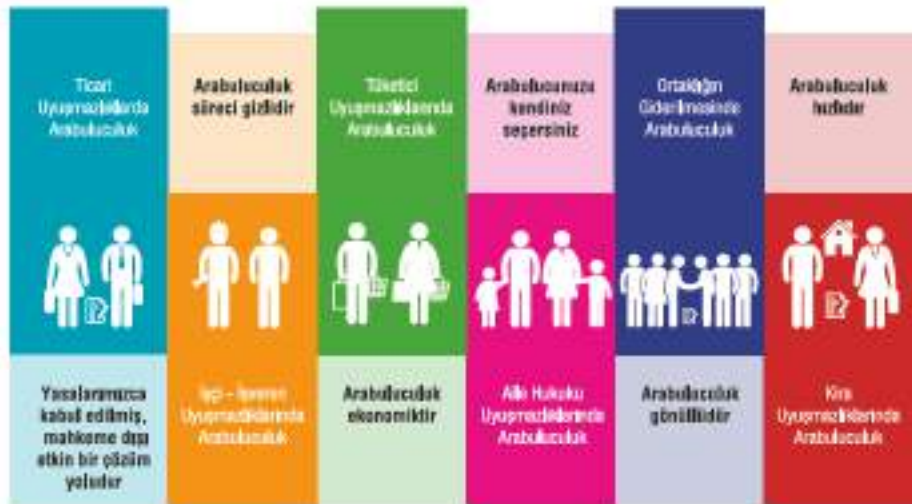 Ticari
Uyuşmazlıklarda
Arabuluculuk
Arabuluculuk
süreci gizlidir
Tüketici
Uyuşmazlıklarında
Arabuluculuk
Arabulucunuzu
kendiniz
seçersiniz
Ortaklığın
Giderilmesinde
Arabuluculuk
Arabuluculuk
hızlıdır
Yasalarımızca
kabul edilmiş,
mahkeme dışı
etkin bir çözüm
yoludur
İşçi - İşveren
Uyuşmazlıklarında
Arabuluculuk
Arabuluculuk
ekonomiktir
Aile Hukuku
Uyuşmazlıklarında
Arabuluculuk
Arabuluculuk
gönüllüdür
Kira
Uyuşmazlıklarında
Arabuluculuk